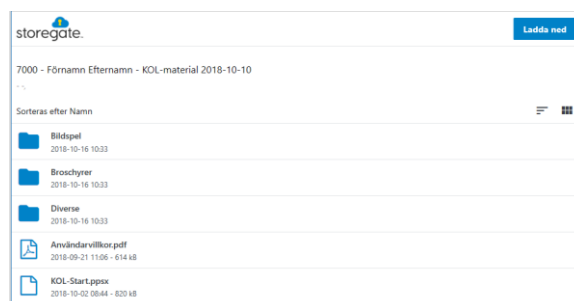 storegate.
Ladda ned
7000 - Förnamn Efternamn - KOL-material 2018-10-10
Sorteras efter Namn
Bildspel
2018-10-16 10:33
Broschyrer
2018-10-16 10:33
Diverse
2018-10-16 10:33
Användarvillkor.pdf
2018-09-21 11:06 - 614 kB
KOL-Start.ppsx
2018-10-02 08:44 - 820 kB